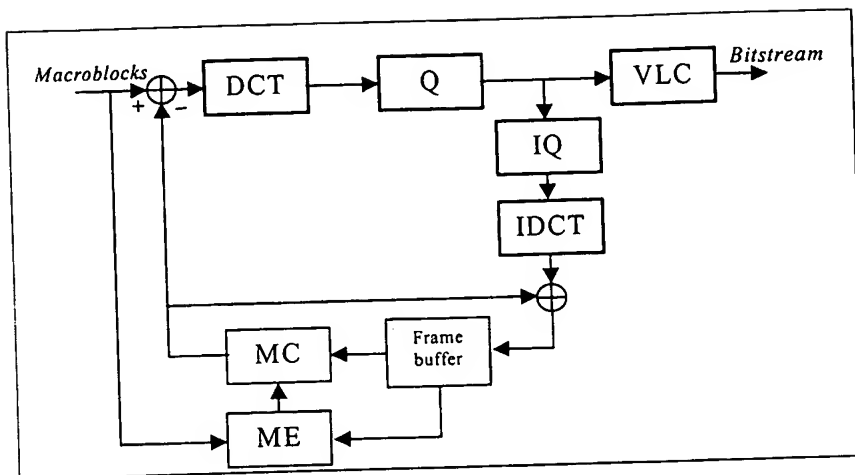 Macroblocks
+
−
DCT
Q
VLC
Bitstream
IQ
IDCT
MC
Frame
buffer
ME